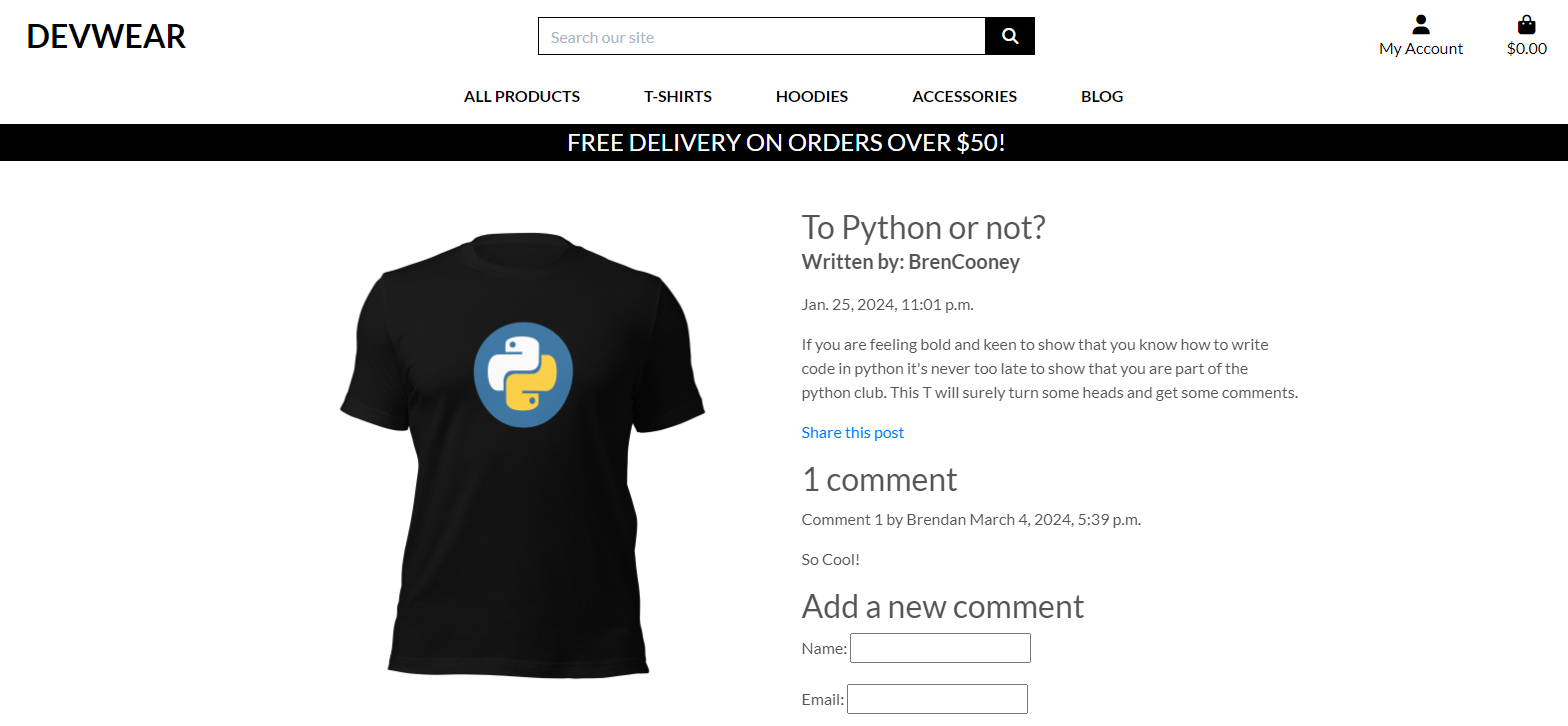 DEVWEAR
Search our site
My Account
$0.00
ALL PRODUCTS T-SHIRTS HOODIES ACCESSORIES BLOG
FREE DELIVERY ON ORDERS OVER $50!
To Python or not?
Written by: BrenCooney
Jan. 25, 2024, 11:01 p.m.
If you are feeling bold and keen to show that you know how to write
code in python it's never too late to show that you are part of the
python club. This T will surely turn some heads and get some comments.
Share this post
1 comment
Comment 1 by Brendan March 4, 2024, 5:39 p.m.
So Cool!
Add a new comment
Name:
Email: